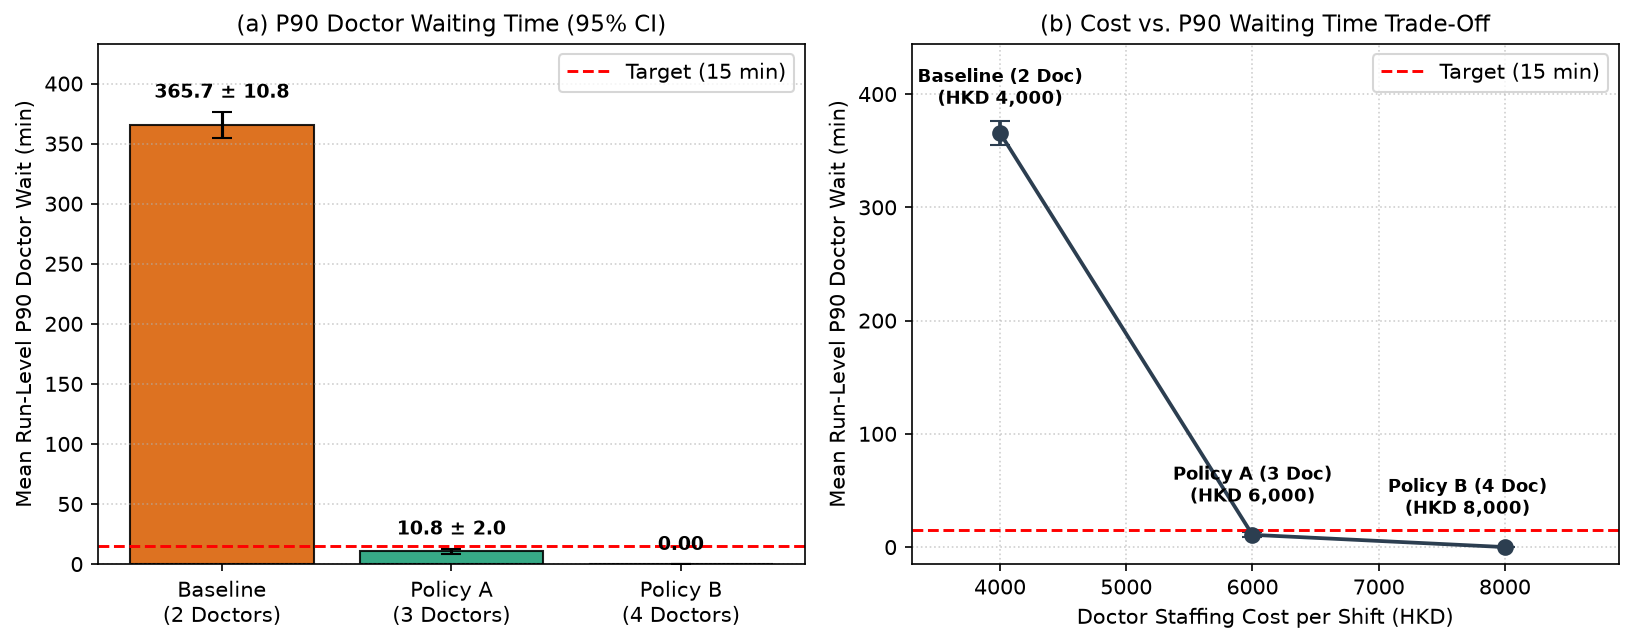 (a) P90 Doctor Waiting Time (95% CI)
Mean Run-Level P90 Doctor Wait (min)
400
350
300
250
200
150
100
50
0
Target (15 min)
365.7 ± 10.8
10.8 ± 2.0
0.00
Baseline
(2 Doctors)
Policy A
(3 Doctors)
Policy B
(4 Doctors)
(b) Cost vs. P90 Waiting Time Trade-Off
Mean Run-Level P90 Doctor Wait (min)
400
300
200
100
0
Target (15 min)
Baseline (2 Doc)
(HKD 4,000)
Policy A (3 Doc)
(HKD 6,000)
Policy B (4 Doc)
(HKD 8,000)
4000 5000 6000 7000 8000
Doctor Staffing Cost per Shift (HKD)